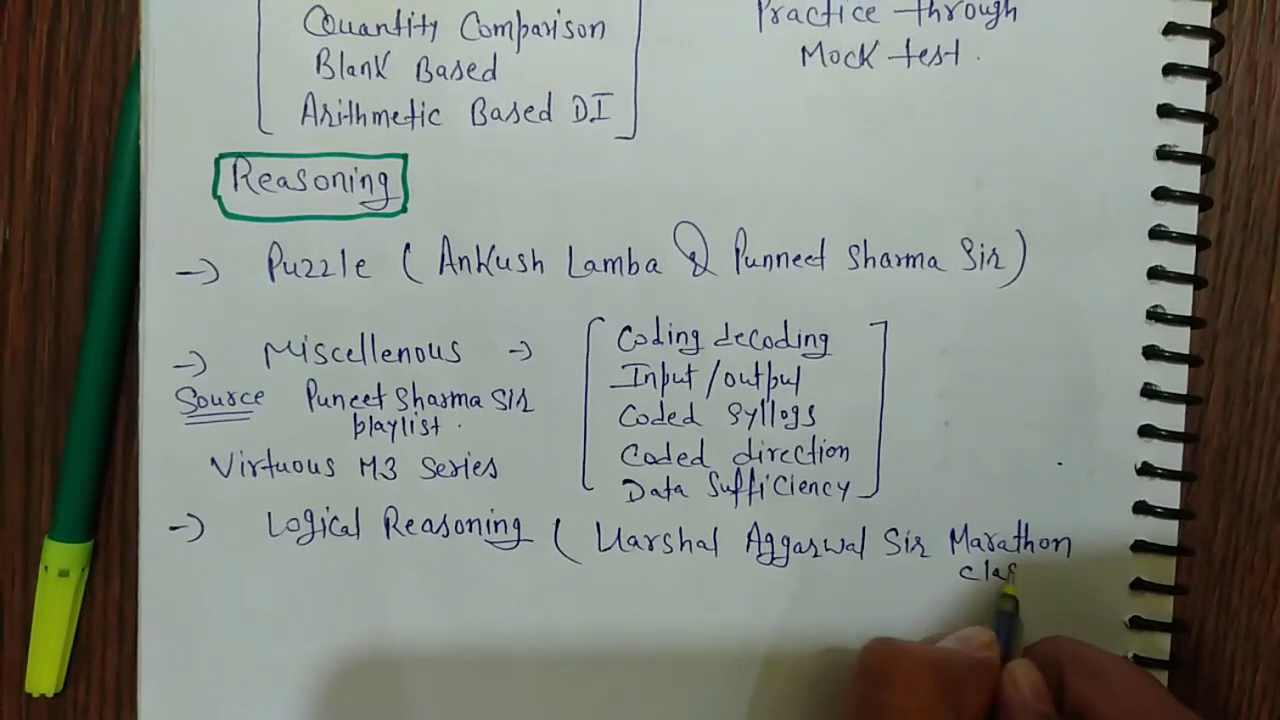 Quantity Comparison
Blank Based
Arithmetic Based DI
Practice through
Mock test.
Reasoning
→ Puzzle ( Ankush Lamba & Punneet Sharma Sir )
→ Miscellenous →
Source Puneet Sharma Sir
playlist.
Virtuous M3 Series
Coding decoding
Input/output
Coded Syllogs
Coded direction
Data Sufficiency
→ Logical Reasoning ( Harshal Aggarwal Sir Marathon
clas